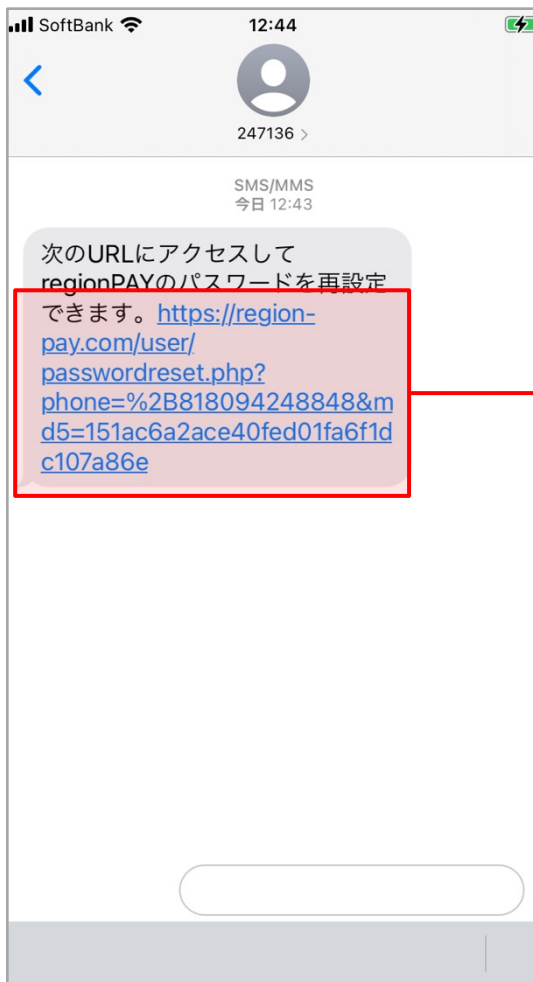 SoftBank 12:44
247136
SMS/MMS
今日 12:43
次のURLにアクセスして
regionPAYのパスワードを再設定
できます。https://region-
pay.com/user/
passwordreset.php?
phone=%2B818094248848&m
d5=151ac6a2ace40fed01fa6f1d
c107a86e